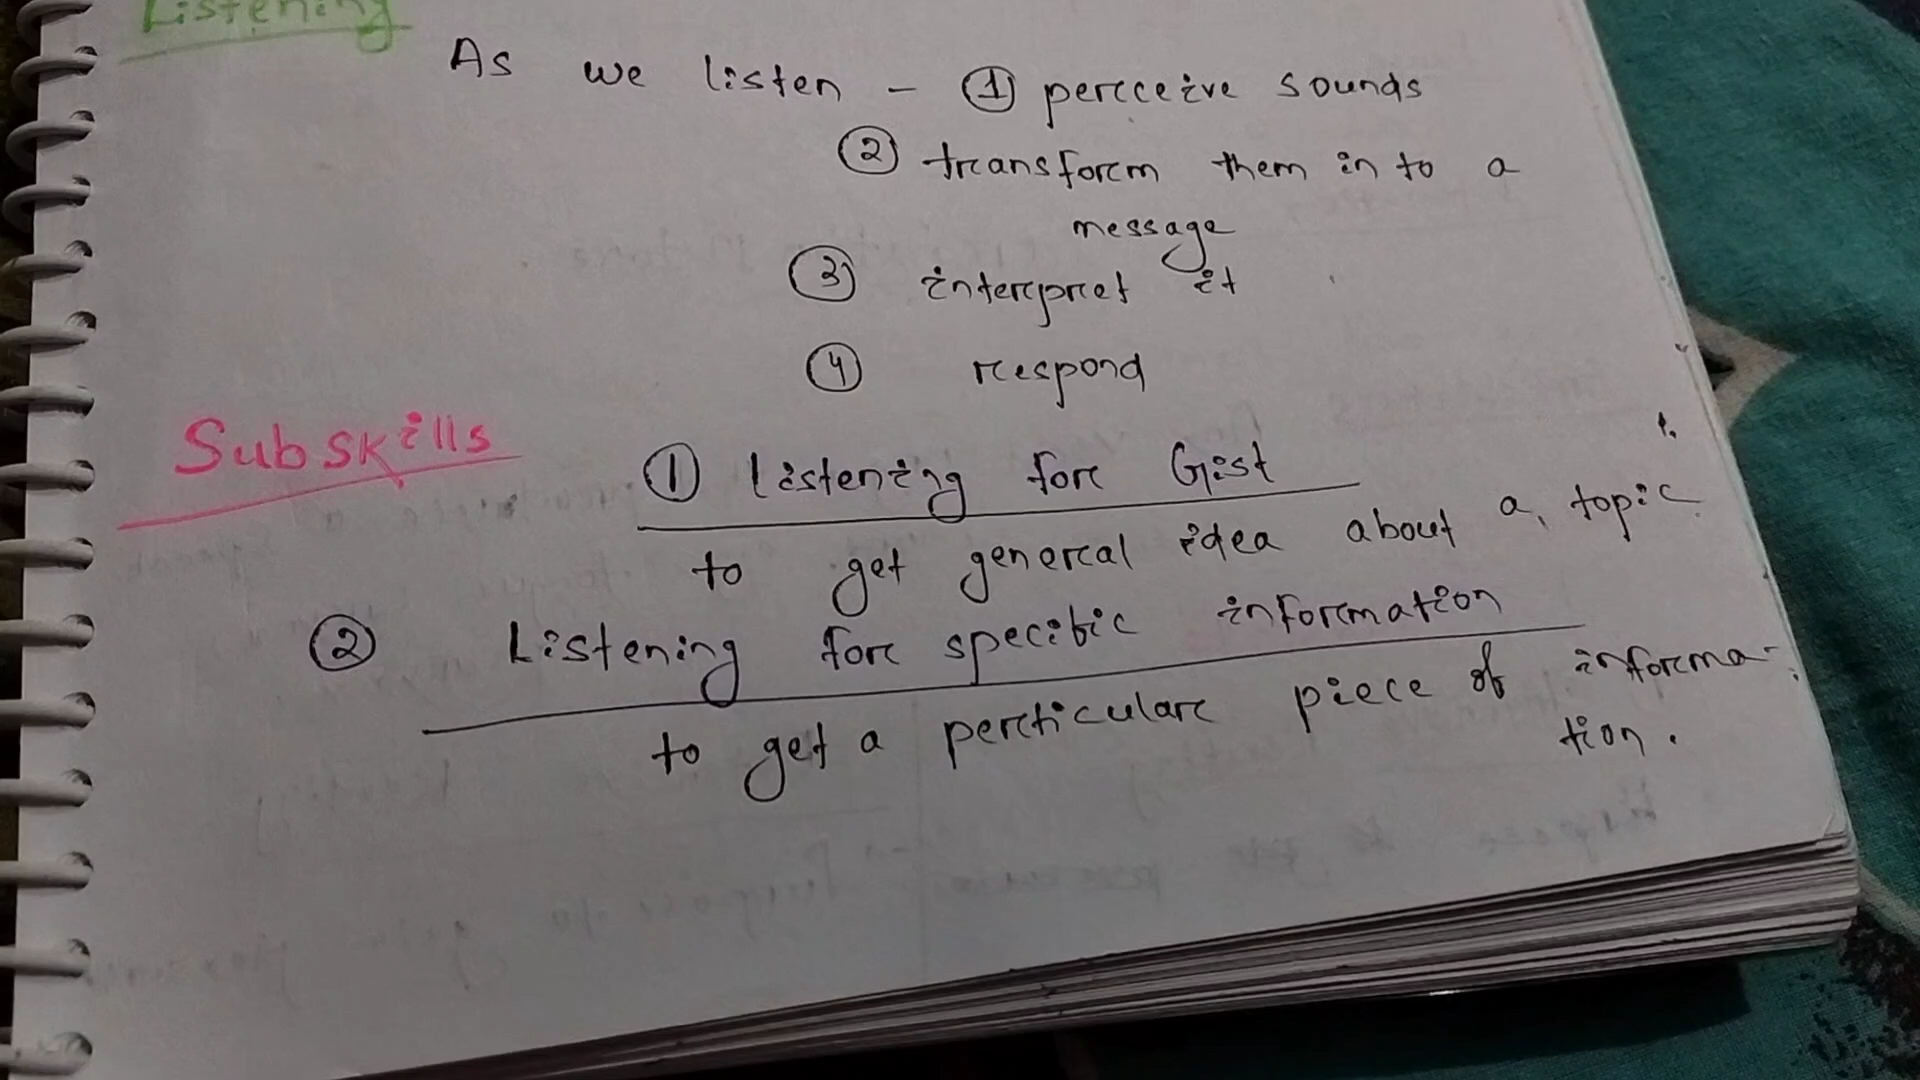 Listening
As we listen - ① perceive sounds
② transform them in to a
message
③ interpret it
④ respond
Subskills
① listening for Gist
to get general idea about a topic
② Listening for specific information
to get a perticular piece of informa-
tion.